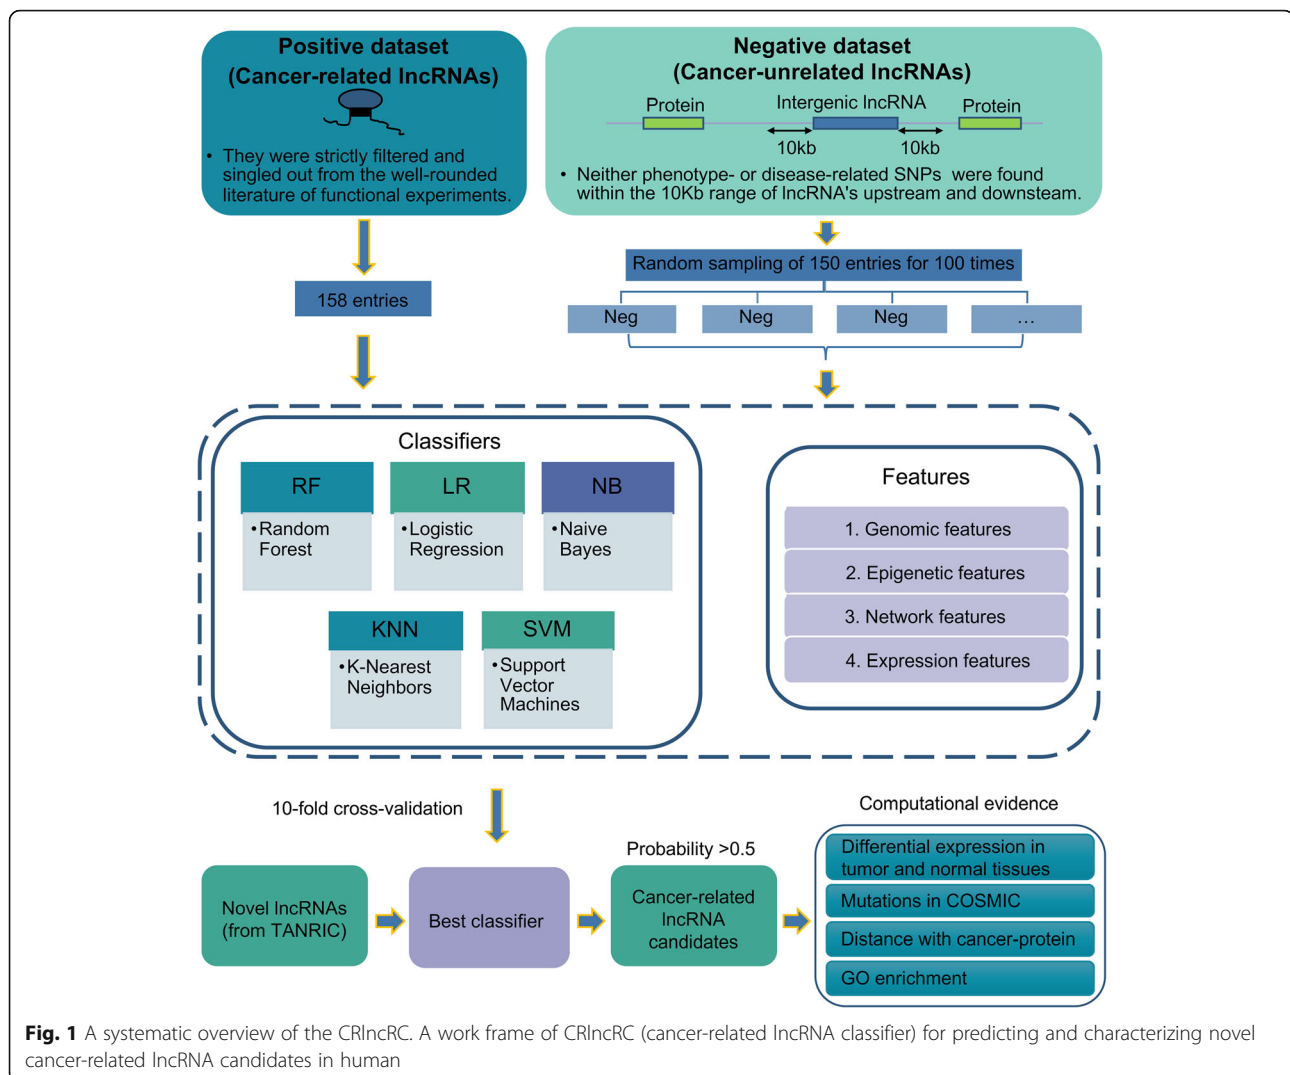 Positive dataset
(Cancer-related lncRNAs)
• They were strictly filtered and
singled out from the well-rounded
literature of functional experiments.
Negative dataset
(Cancer-unrelated lncRNAs)
Protein
Intergenic lncRNA
Protein
10kb
10kb
• Neither phenotype- or disease-related SNPs were found
within the 10Kb range of lncRNA's upstream and downsteam.
158 entries
Random sampling of 150 entries for 100 times
Neg
Neg
Neg
...
Classifiers
RF
• Random
Forest
LR
• Logistic
Regression
NB
• Naive
Bayes
KNN
• K-Nearest
Neighbors
SVM
• Support
Vector
Machines
Features
1. Genomic features
2. Epigenetic features
3. Network features
4. Expression features
10-fold cross-validation
Novel lncRNAs
(from TANRIC)
Best classifier
Probability >0.5
Cancer-related
lncRNA
candidates
Computational evidence
Differential expression in
tumor and normal tissues
Mutations in COSMIC
Distance with cancer-protein
GO enrichment
Fig. 1 A systematic overview of the CRlncRC. A work frame of CRlncRC (cancer-related lncRNA classifier) for predicting and characterizing novel
cancer-related lncRNA candidates in human